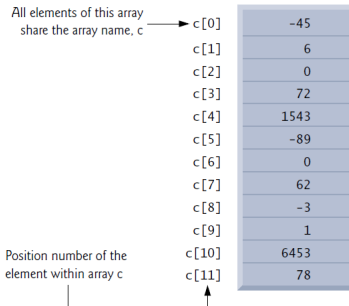 All elements of this array
share the array name, c
c[0] -45
c[1] 6
c[2] 0
c[3] 72
c[4] 1543
c[5] -89
c[6] 0
c[7] 62
c[8] -3
c[9] 1
c[10] 6453
c[11] 78
Position number of the
element within array c